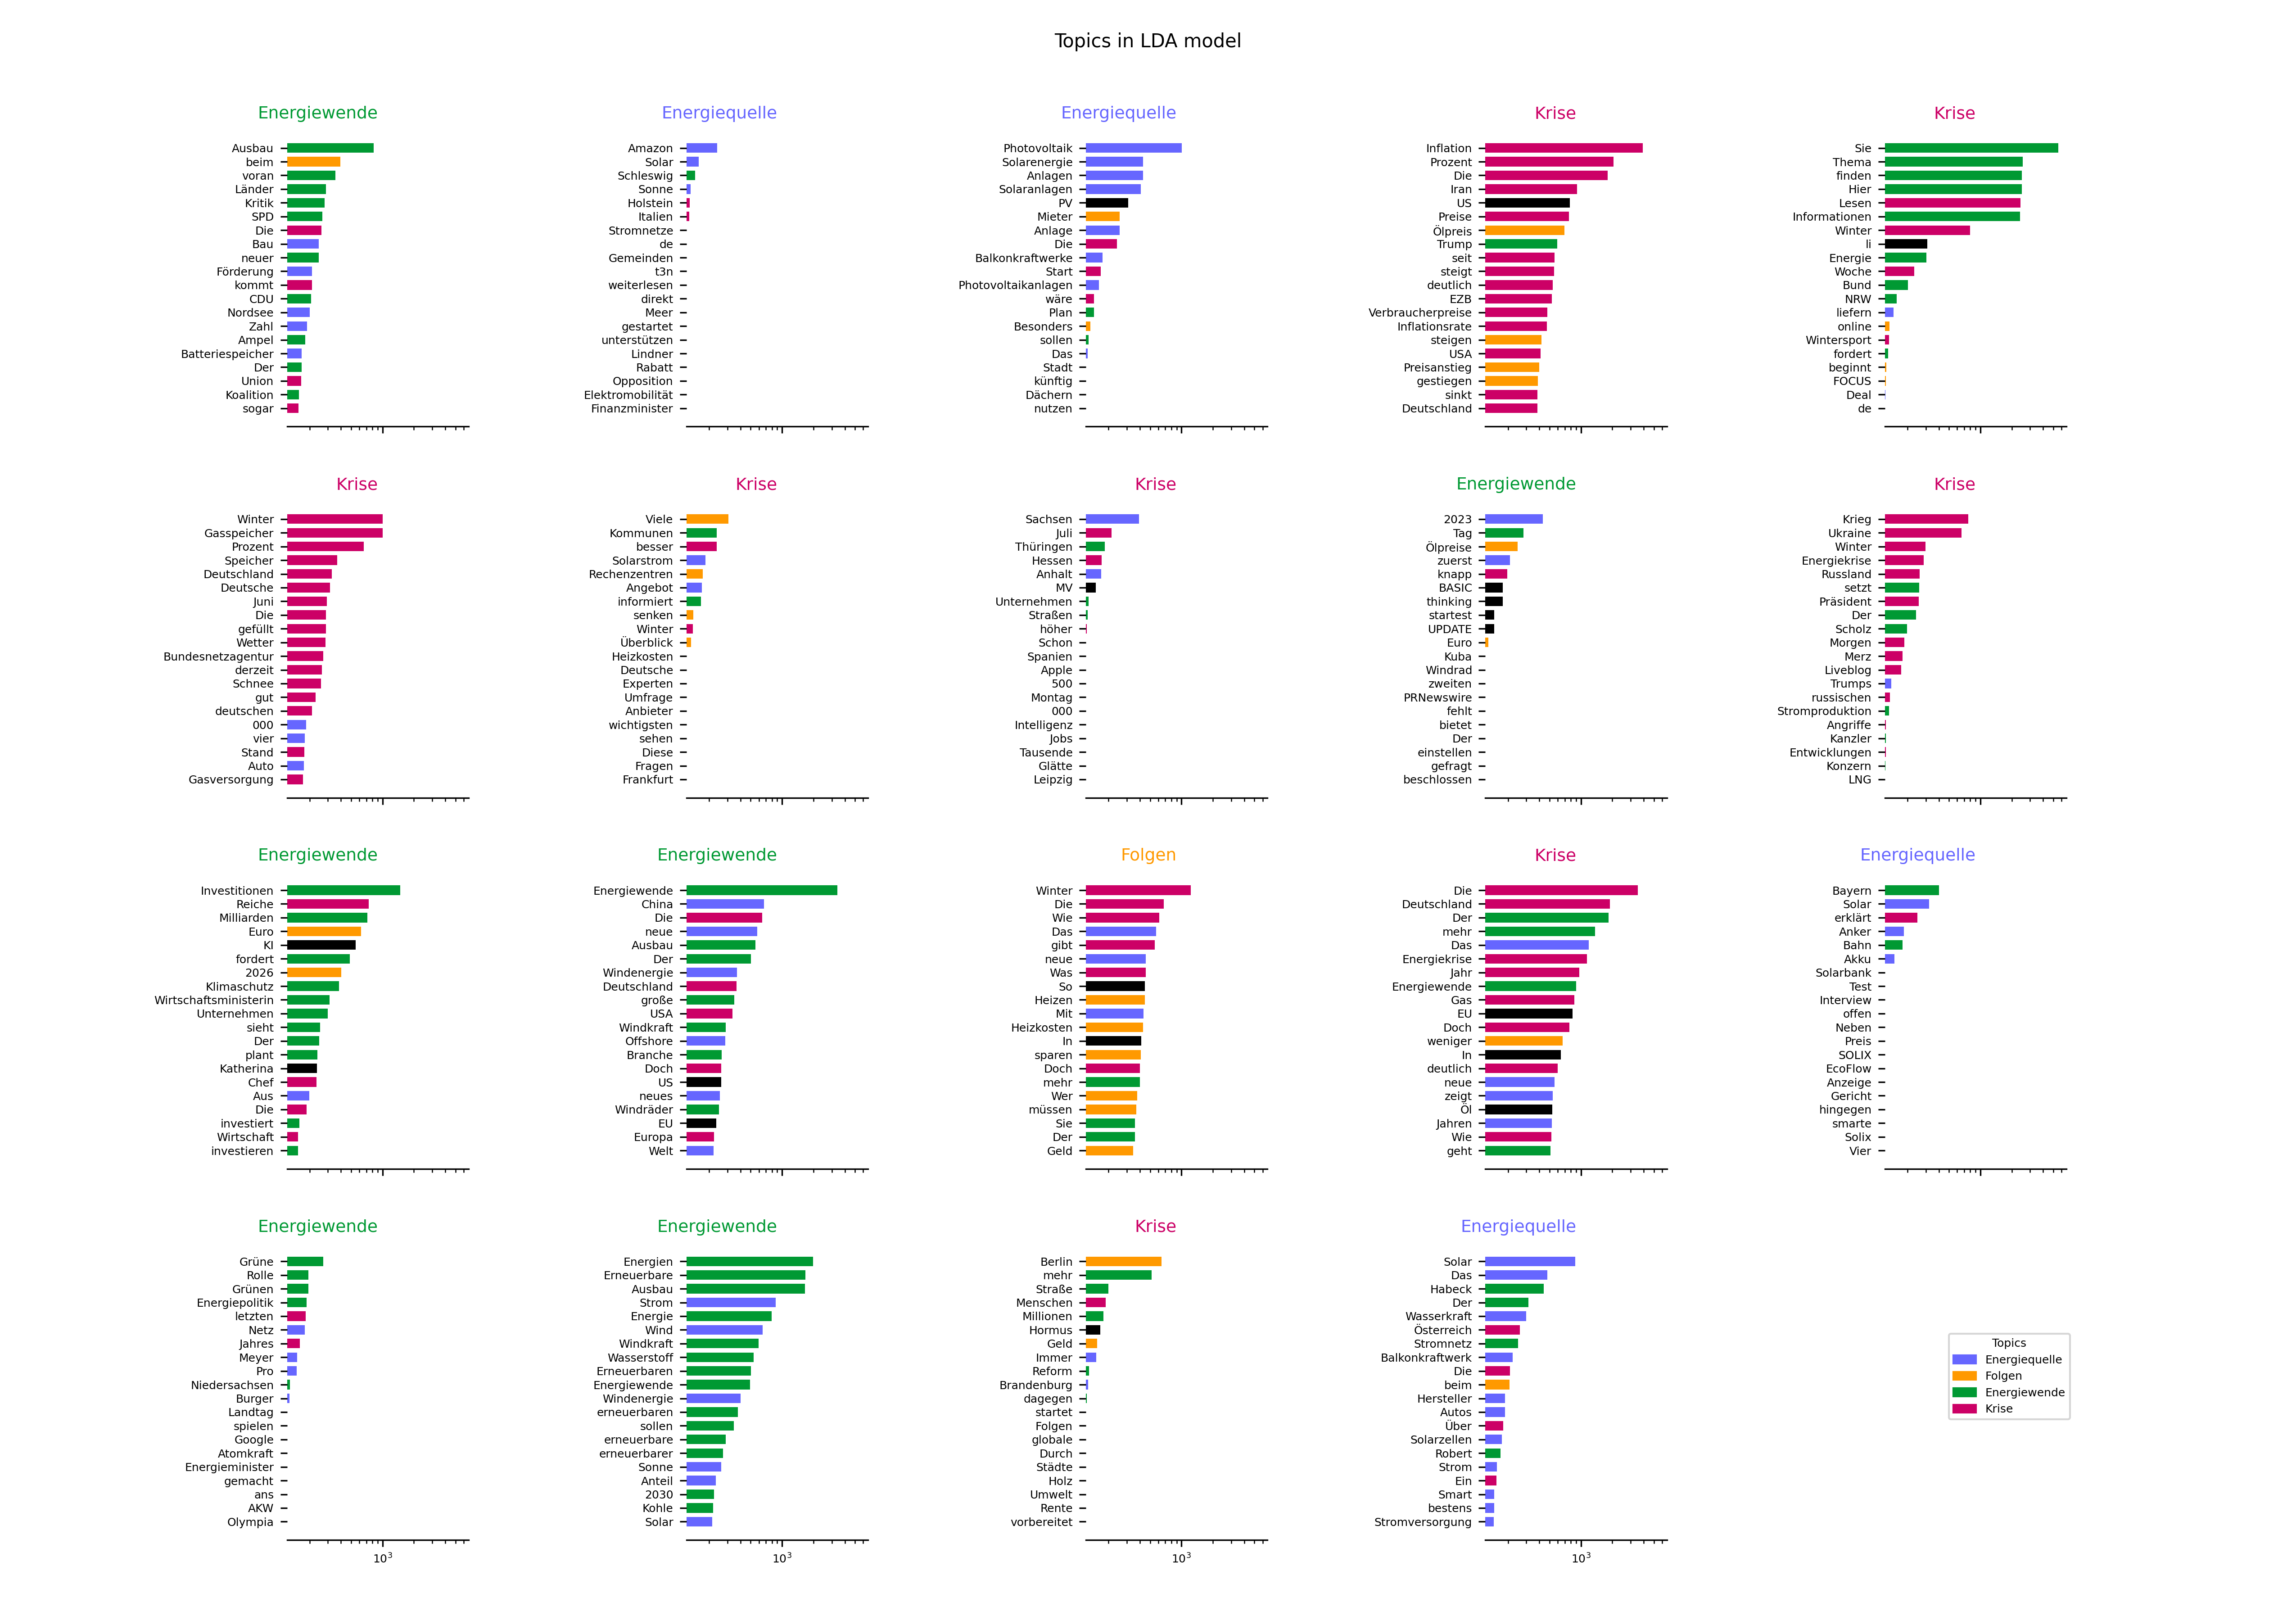 Topics in LDA model
Energiewende
Ausbau
beim
voran
Länder
Kritik
SPD
Die
Bau
neuer
Förderung
kommt
CDU
Nordsee
Zahl
Ampel
Batteriespeicher
Der
Union
Koalition
sogar
Energiequelle
Amazon
Solar
Schleswig
Sonne
Holstein
Italien
Stromnetze
de
Gemeinden
t3n
weiterlesen
direkt
Meer
gestartet
unterstützen
Lindner
Rabatt
Opposition
Elektromobilität
Finanzminister
Energiequelle
Photovoltaik
Solarenergie
Anlagen
Solaranlagen
PV
Mieter
Anlage
Die
Balkonkraftwerke
Start
Photovoltaikanlagen
wäre
Plan
Besonders
sollen
Das
Stadt
künftig
Dächern
nutzen
Krise
Inflation
Prozent
Die
Iran
US
Preise
Ölpreis
Trump
seit
steigt
deutlich
EZB
Verbraucherpreise
Inflationsrate
steigen
USA
Preisanstieg
gestiegen
sinkt
Deutschland
Krise
Sie
Thema
finden
Hier
Lesen
Informationen
Winter
li
Energie
Woche
Bund
NRW
liefern
online
Wintersport
fordert
beginnt
FOCUS
Deal
de
Krise
Winter
Gasspeicher
Prozent
Speicher
Deutschland
Deutsche
Juni
Die
gefüllt
Wetter
Bundesnetzagentur
derzeit
Schnee
gut
deutschen
000
vier
Stand
Auto
Gasversorgung
Krise
Viele
Kommunen
besser
Solarstrom
Rechenzentren
Angebot
informiert
senken
Winter
Überblick
Heizkosten
Deutsche
Experten
Umfrage
Anbieter
wichtigsten
sehen
Diese
Fragen
Frankfurt
Krise
Sachsen
Juli
Thüringen
Hessen
Anhalt
MV
Unternehmen
Straßen
höher
Schon
Spanien
Apple
500
Montag
000
Intelligenz
Jobs
Tausende
Glätte
Leipzig
Energiewende
2023
Tag
Ölpreise
zuerst
knapp
BASIC
thinking
startest
UPDATE
Euro
Kuba
Windrad
zweiten
PRNewswire
fehlt
bietet
Der
einstellen
gefragt
beschlossen
Krise
Krieg
Ukraine
Winter
Energiekrise
Russland
setzt
Präsident
Der
Scholz
Morgen
Merz
Liveblog
Trumps
russischen
Stromproduktion
Angriffe
Kanzler
Entwicklungen
Konzern
LNG
Energiewende
Investitionen
Reiche
Milliarden
Euro
KI
fordert
2026
Klimaschutz
Wirtschaftsministerin
Unternehmen
sieht
Der
plant
Katherina
Chef
Aus
Die
investiert
Wirtschaft
investieren
Energiewende
Energiewende
China
Die
neue
Ausbau
Der
Windenergie
Deutschland
große
USA
Windkraft
Offshore
Branche
Doch
US
neues
Windräder
EU
Europa
Welt
Folgen
Winter
Die
Wie
Das
gibt
neue
Was
So
Heizen
Mit
Heizkosten
In
sparen
Doch
mehr
Wer
müssen
Sie
Der
Geld
Krise
Die
Deutschland
Der
mehr
Das
Energiekrise
Jahr
Energiewende
Gas
EU
Doch
weniger
In
deutlich
neue
zeigt
Öl
Jahren
Wie
geht
Energiequelle
Bayern
Solar
erklärt
Anker
Bahn
Akku
Solarbank
Test
Interview
offen
Neben
Preis
SOLIX
EcoFlow
Anzeige
Gericht
hingegen
smarte
Solix
Vier
Energiewende
Grüne
Rolle
Grünen
Energiepolitik
letzten
Netz
Jahres
Meyer
Pro
Niedersachsen
Burger
Landtag
spielen
Google
Atomkraft
Energieminister
gemacht
ans
AKW
Olympia
10³
Energiewende
Energien
Erneuerbare
Ausbau
Strom
Energie
Wind
Windkraft
Wasserstoff
Erneuerbaren
Energiewende
Windenergie
erneuerbaren
sollen
erneuerbare
erneuerbarer
Sonne
Anteil
2030
Kohle
Solar
10³
Krise
Berlin
mehr
Straße
Menschen
Millionen
Hormus
Geld
Immer
Reform
Brandenburg
dagegen
startet
Folgen
globale
Durch
Städte
Holz
Umwelt
Rente
vorbereitet
10³
Energiequelle
Solar
Das
Habeck
Der
Wasserkraft
Österreich
Stromnetz
Balkonkraftwerk
Die
beim
Hersteller
Autos
Über
Solarzellen
Robert
Strom
Ein
Smart
bestens
Stromversorgung
10³
Topics
Energiequelle
Folgen
Energiewende
Krise